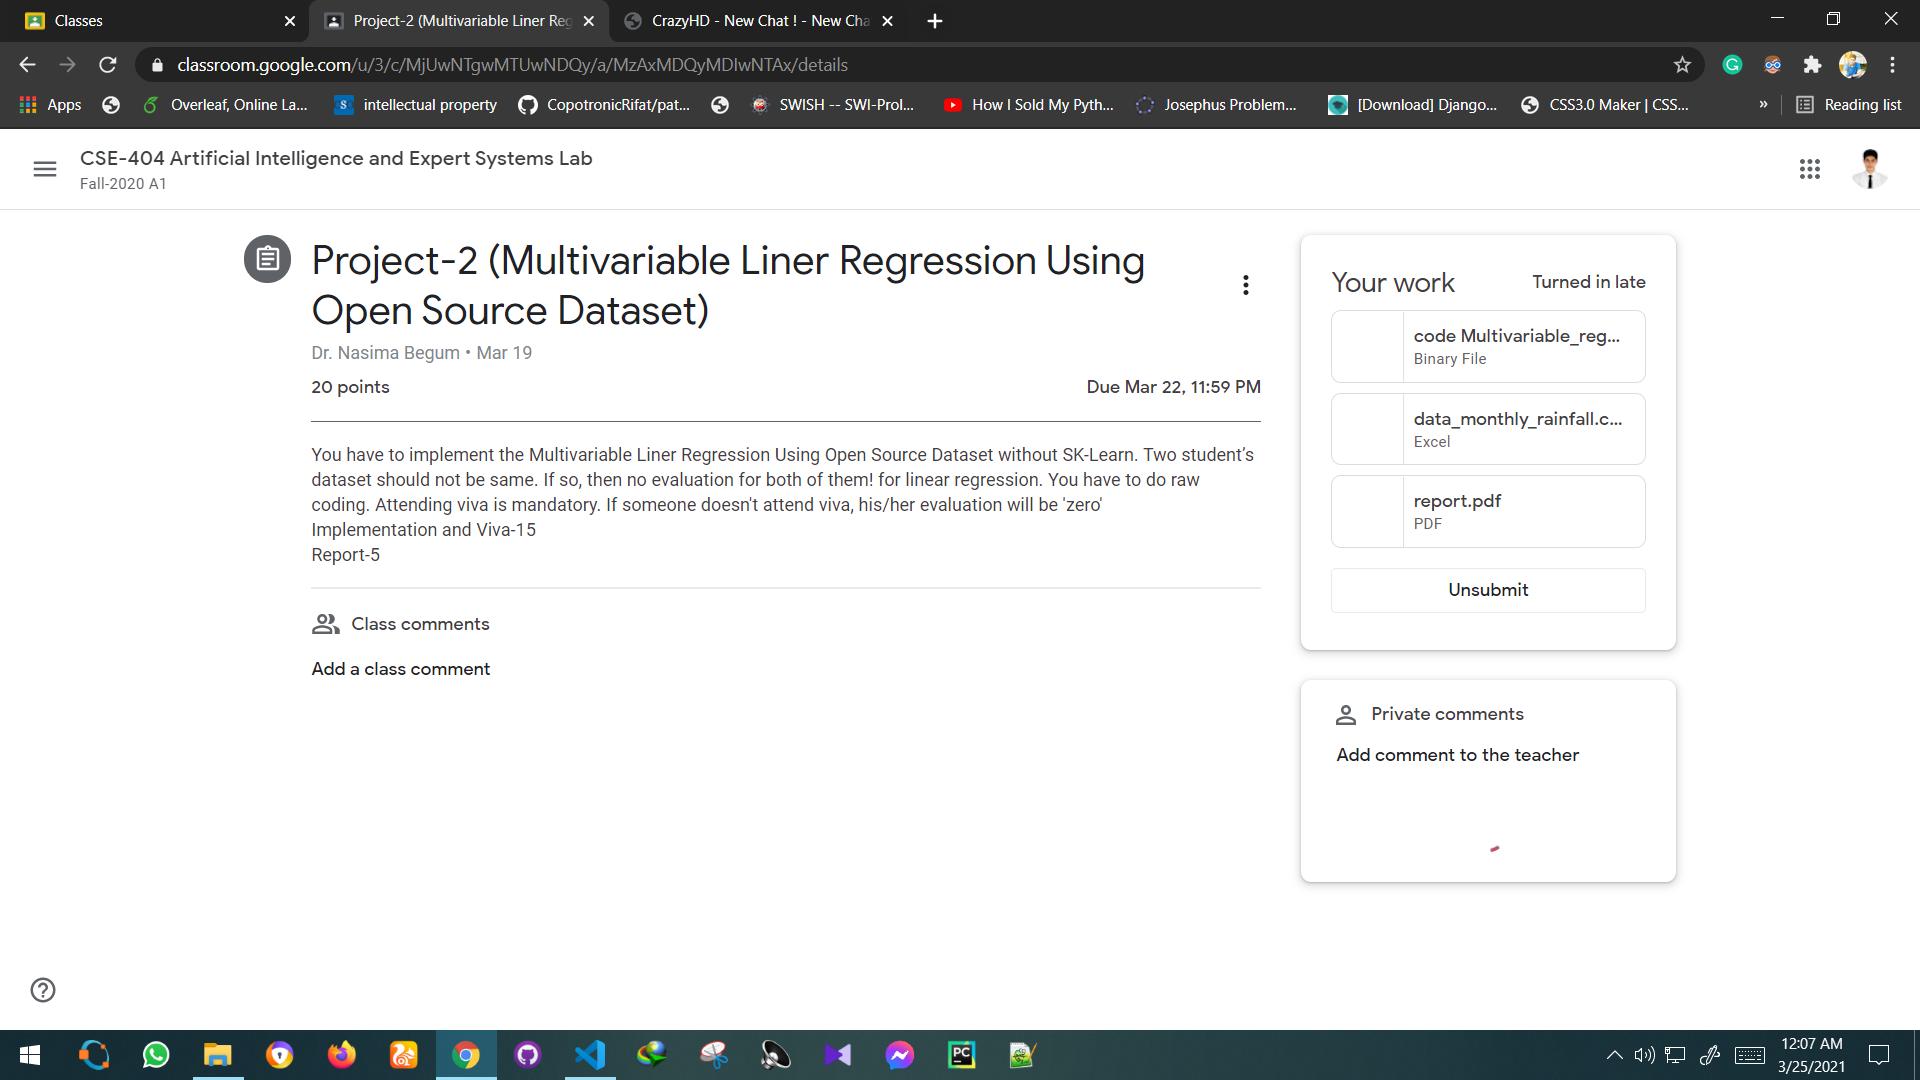 Classes
Project-2 (Multivariable Liner Reg
CrazyHD - New Chat ! - New Cha
classroom.google.com/u/3/c/MjUwNTgwMTUwNDQy/a/MzAxMDQyMDIwNTAx/details
Apps
Overleaf, Online La...
intellectual property
CopotronicRifat/pat...
SWISH -- SWI-Prol...
How I Sold My Pyth...
Josephus Problem...
[Download] Django...
CSS3.0 Maker | CSS...
»
Reading list
CSE-404 Artificial Intelligence and Expert Systems Lab
Fall-2020 A1
Project-2 (Multivariable Liner Regression Using
Open Source Dataset)
Dr. Nasima Begum • Mar 19
20 points
Due Mar 22, 11:59 PM
You have to implement the Multivariable Liner Regression Using Open Source Dataset without SK-Learn. Two student’s
dataset should not be same. If so, then no evaluation for both of them! for linear regression. You have to do raw
coding. Attending viva is mandatory. If someone doesn't attend viva, his/her evaluation will be 'zero'
Implementation and Viva-15
Report-5
Class comments
Add a class comment
Your work
Turned in late
code Multivariable_reg...
Binary File
data_monthly_rainfall.c...
Excel
report.pdf
PDF
Unsubmit
Private comments
Add comment to the teacher
PC
12:07 AM
3/25/2021